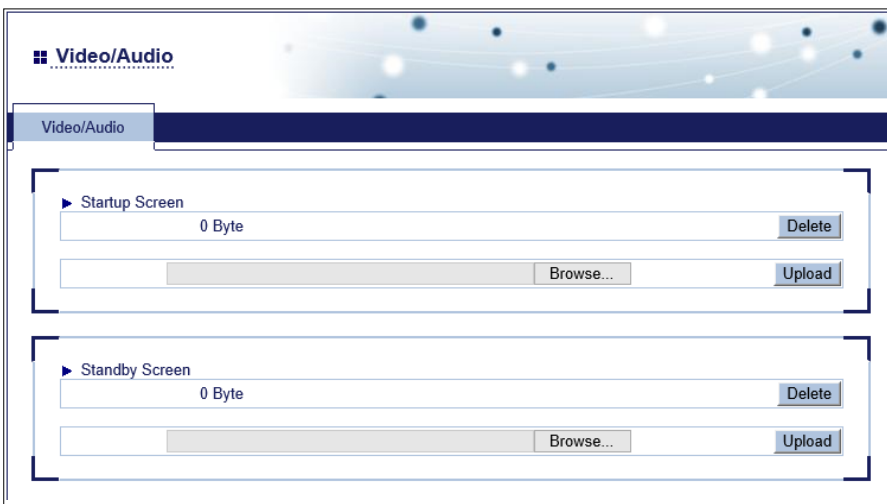 Video/Audio
Video/Audio
Startup Screen
0 Byte Delete
Browse... Upload
Standby Screen
0 Byte Delete
Browse... Upload